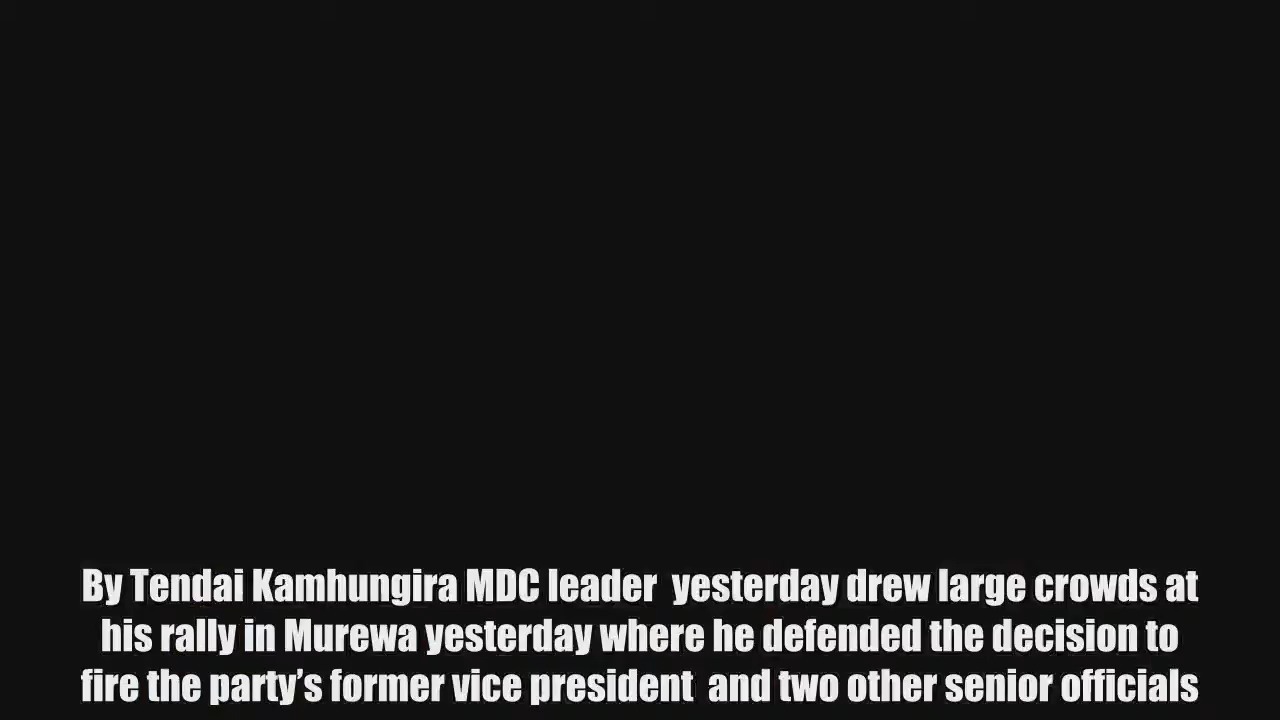 By Tendai Kamhungira MDC leader  yesterday drew large crowds at
his rally in Murewa yesterday where he defended the decision to
fire the party’s former vice president  and two other senior officials